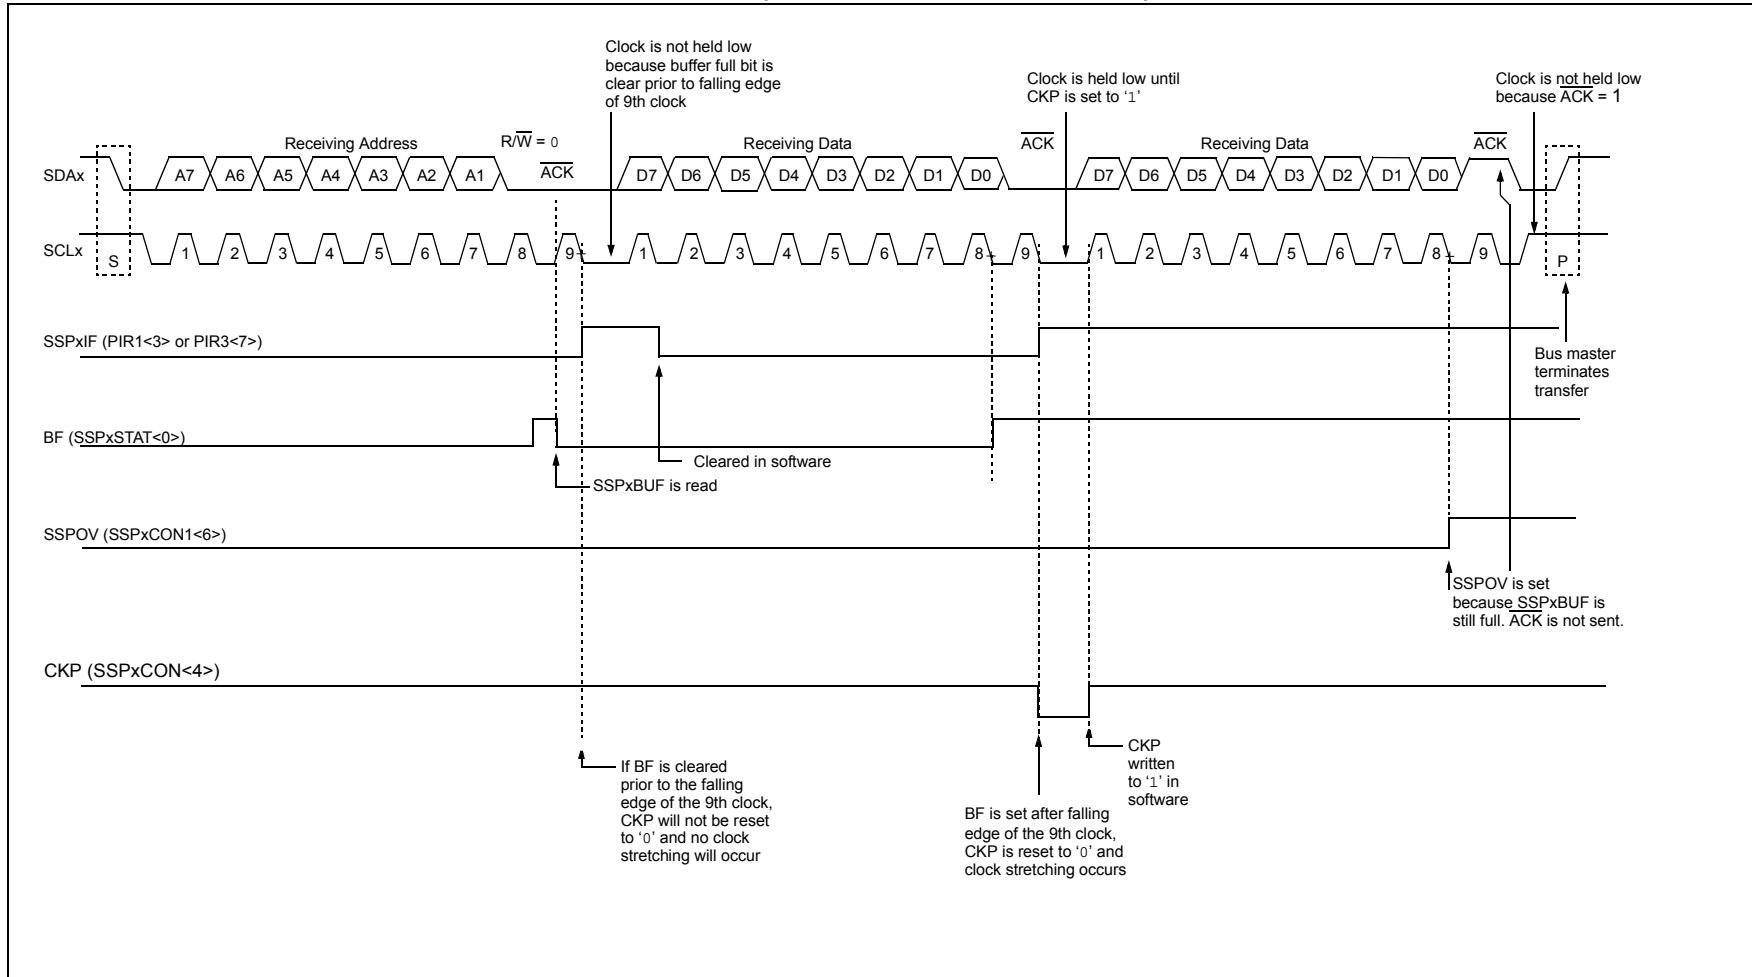 Clock is not held low
because buffer full bit is
clear prior to falling edge
of 9th clock
Clock is held low until
CKP is set to ‘1’
Clock is not held low
because ACK = 1
Receiving Address
R/W = 0
ACK
Receiving Data
ACK
Receiving Data
ACK
SDAx
A7 A6 A5 A4 A3 A2 A1
D7 D6 D5 D4 D3 D2 D1 D0
D7 D6 D5 D4 D3 D2 D1 D0
SCLx
S
1 2 3 4 5 6 7 8 9
1 2 3 4 5 6 7 8 9
1 2 3 4 5 6 7 8 9
P
SSPxIF (PIR1<3> or PIR3<7>)
Bus master
terminates
transfer
BF (SSPxSTAT<0>)
Cleared in software
SSPxBUF is read
SSPOV (SSPxCON1<6>)
SSPOV is set
because SSPxBUF is
still full. ACK is not sent.
CKP (SSPxCON<4>)
If BF is cleared
prior to the falling
edge of the 9th clock,
CKP will not be reset
to ‘0’ and no clock
stretching will occur
BF is set after falling
edge of the 9th clock,
CKP is reset to ‘0’ and
clock stretching occurs
CKP
written
to ‘1’ in
software